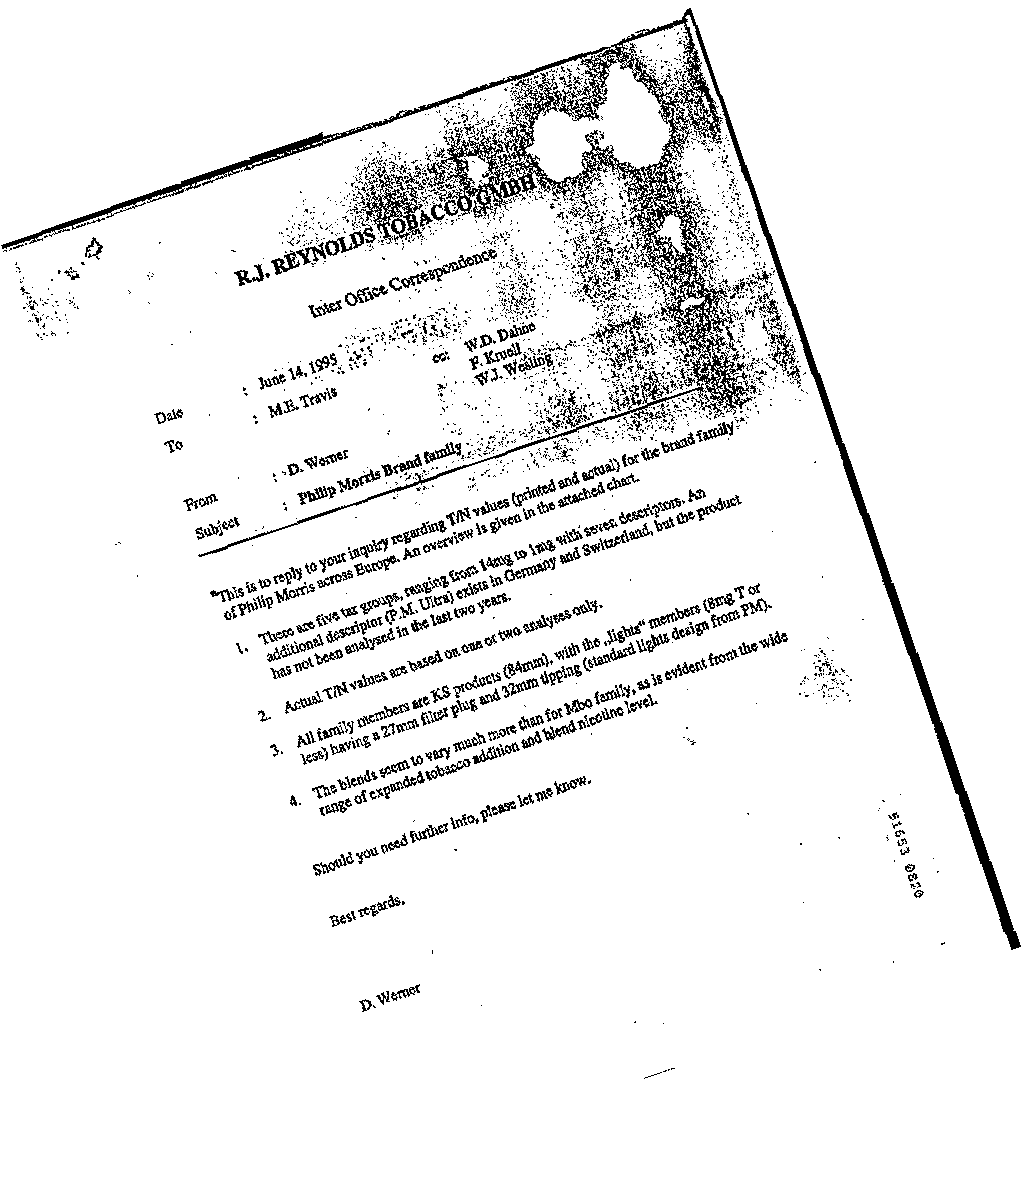 R.J. REYNOLDS TOBACCO GMBH
Inter Office Correspondence
Date : June 14, 1995 cc: W.D. Dahne
To : M.E. Travis F. Kruell
W.J. Wesling
From : D. Werner
Subject : Philip Morris Brand family
"This is to reply to your inquiry regarding T/N values (printed and actual) for the brand family
of Philip Morris across Europe. An overview is given in the attached chart.
1. There are five tar groups, ranging from 14mg to 1mg with seven descriptors. An
additional descriptor (P.M. Ultra) exists in Germany and Switzerland, but the product
has not been analysed in the last two years.
2. Actual T/N values are based on one or two analyses only.
3. All family members are KS products (84mm), with the „lights“ members (8mg T or
less) having a 27mm filter plug and 32mm tipping (standard lights design from PM).
4. The blends seem to vary much more than for Mbo family, as is evident from the wide
range of expanded tobacco addition and blend nicotine level.
Should you need further info, please let me know.
Best regards,
D. Werner
51653 0820